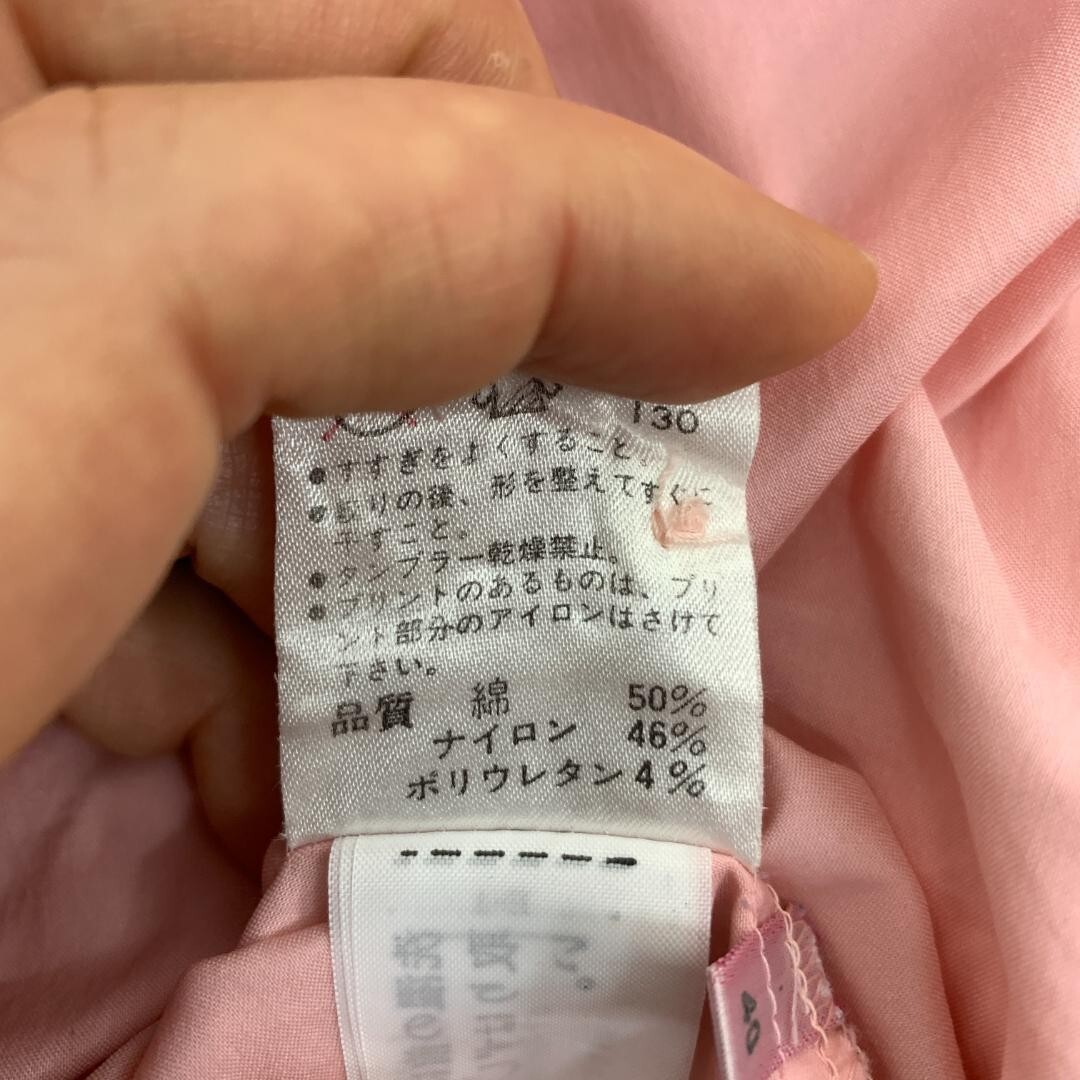 130
●すすぎをよくすること。
●しぼりの後、形を整えてすぐに
干すこと。
●タンブラー乾燥禁止。
●プリントのあるものは、プリ
ント部分のアイロンはさけて
下さい。
品質 綿 50%
ナイロン 46%
ポリウレタン 4%
40